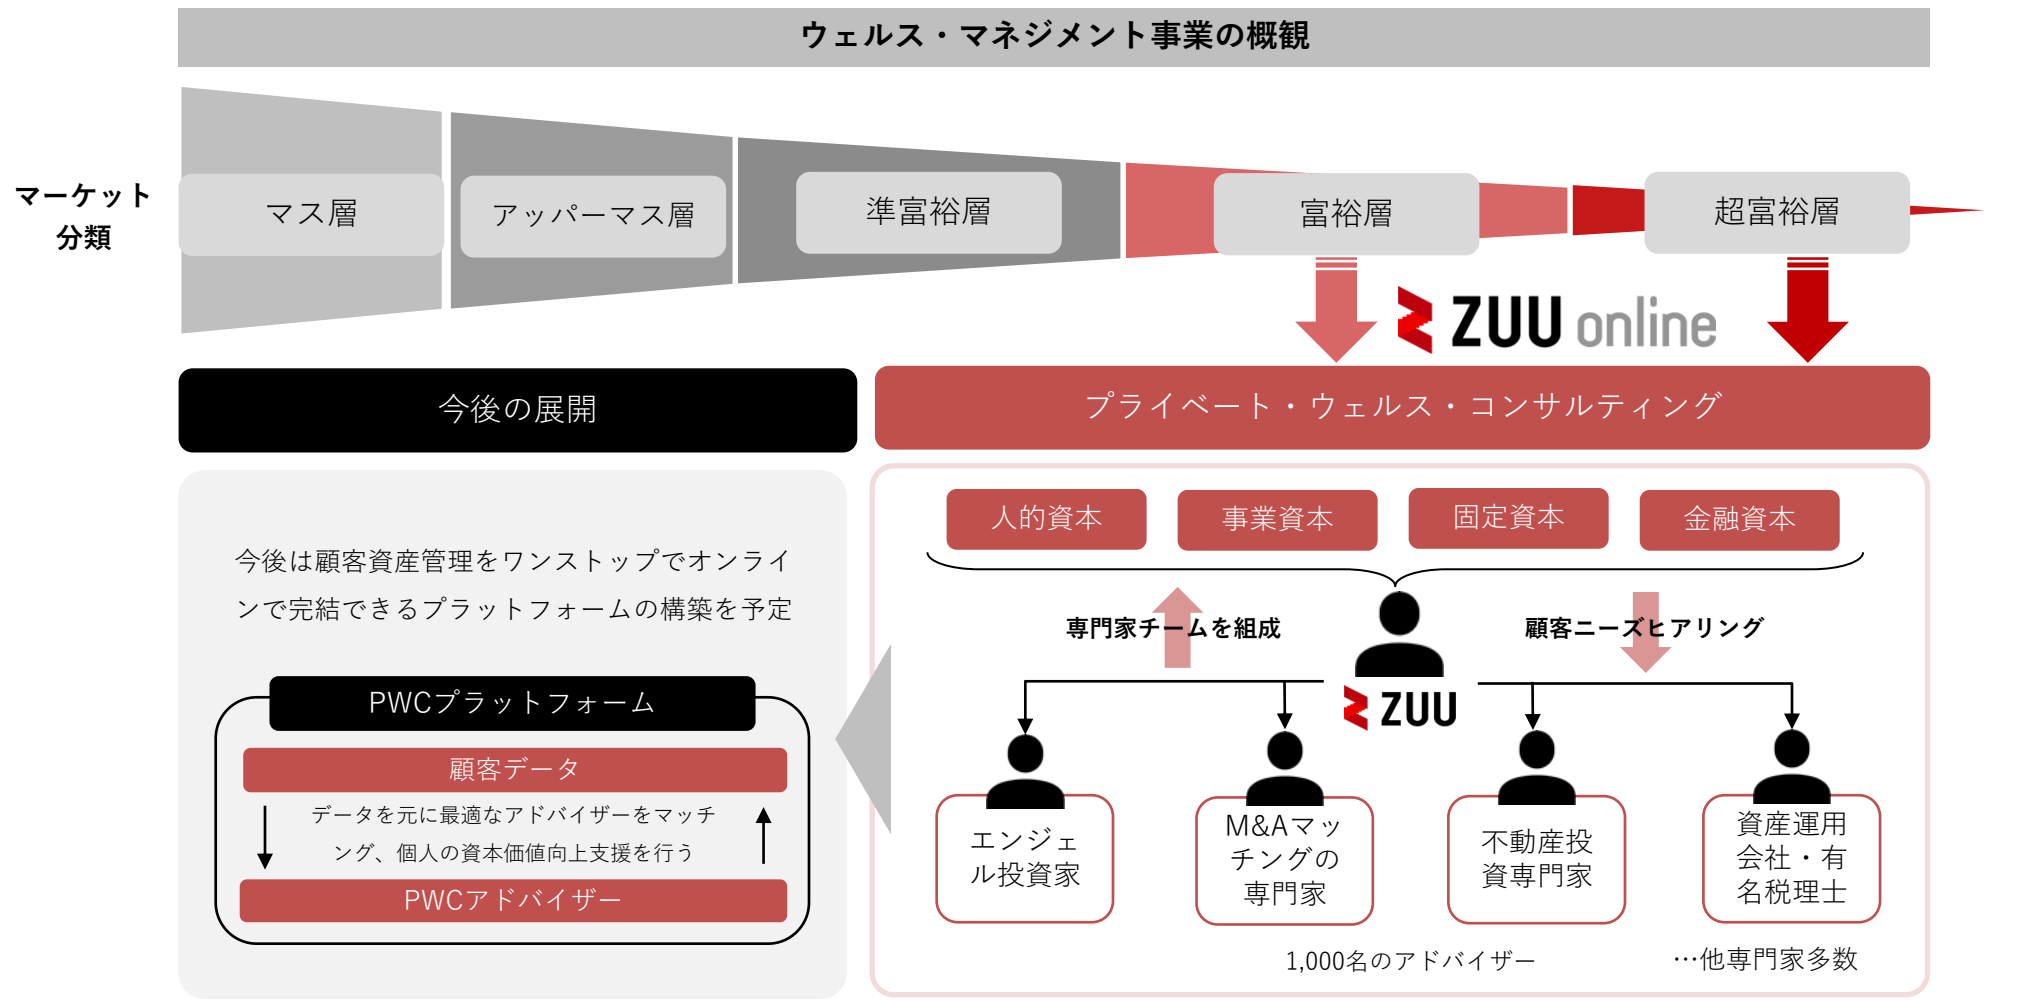 ウェルス・マネジメント事業の概観
マーケット
分類
マス層
アッパーマス層
準富裕層
富裕層
超富裕層
ZUU online
今後の展開
プライベート・ウェルス・コンサルティング
今後は顧客資産管理をワンストップでオンライ
ンで完結できるプラットフォームの構築を予定
PWCプラットフォーム
顧客データ
データを元に最適なアドバイザーをマッチ
ング、個人の資本価値向上支援を行う
PWCアドバイザー
人的資本
事業資本
固定資本
金融資本
専門家チームを組成
顧客ニーズヒアリング
ZUU
エンジェ
ル投資家
M&Aマッ
チングの
専門家
不動産投
資専門家
資産運用
会社・有
名税理士
1,000名のアドバイザー
…他専門家多数